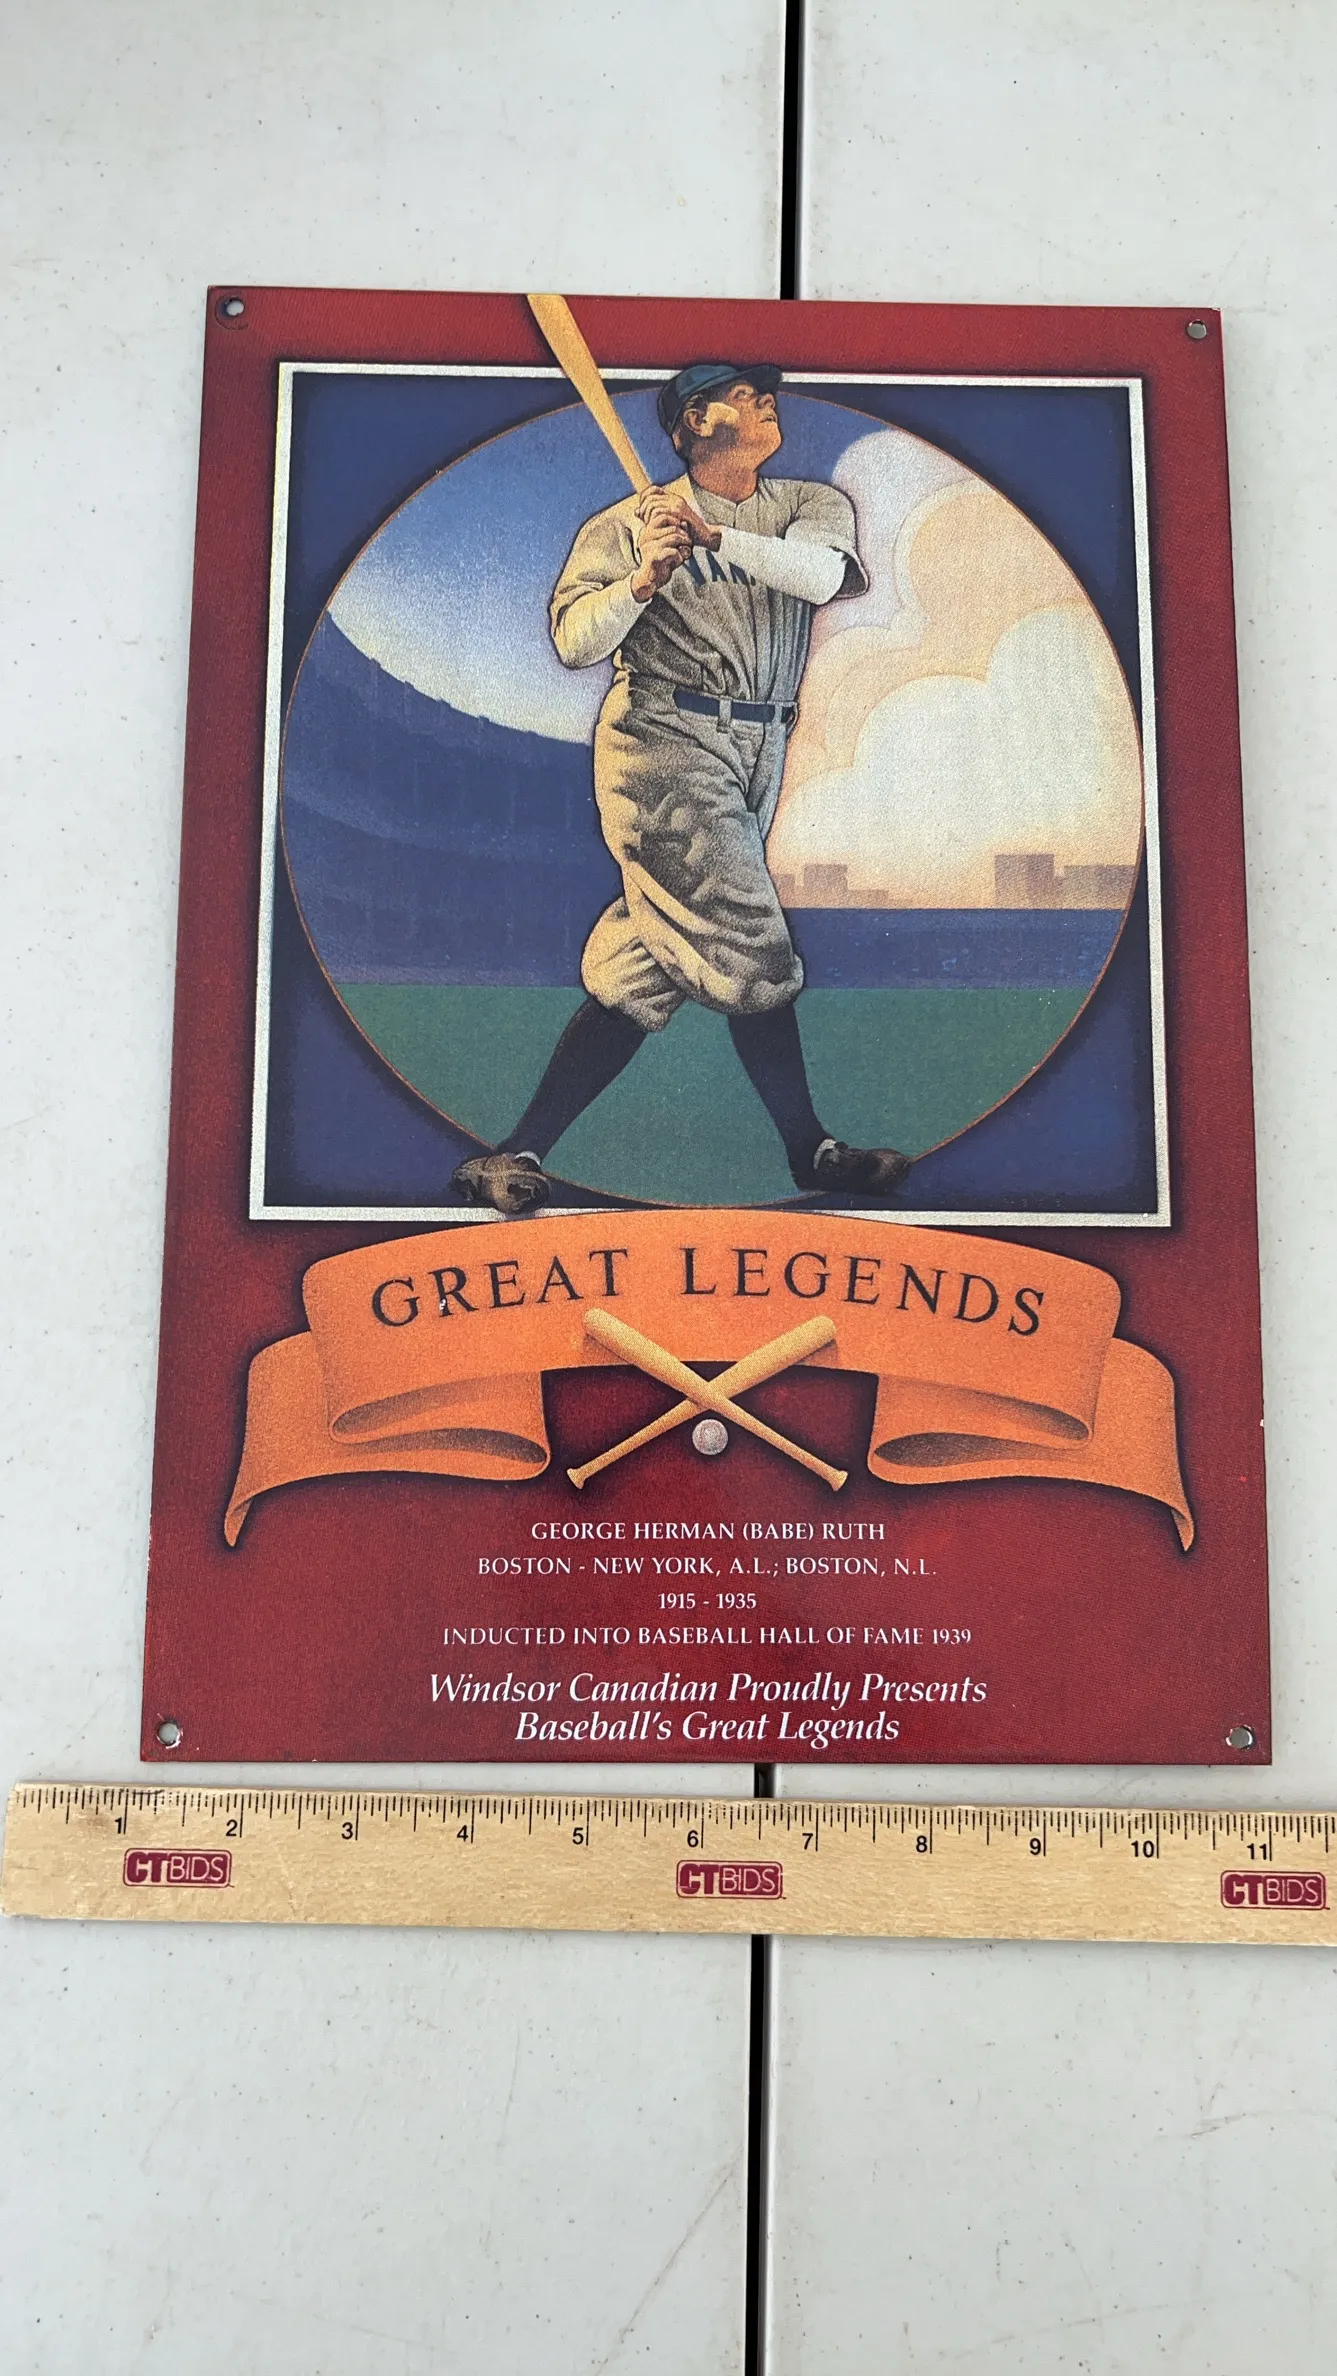 YAN
GREAT LEGENDS
GEORGE HERMAN (BABE) RUTH
BOSTON - NEW YORK, A.L.; BOSTON, N.L.
1915 - 1935
INDUCTED INTO BASEBALL HALL OF FAME 1939
Windsor Canadian Proudly Presents
Baseball's Great Legends
1 2 3 4 5 6 7 8 9 10 11
CTBIDS CTBIDS CTBIDS